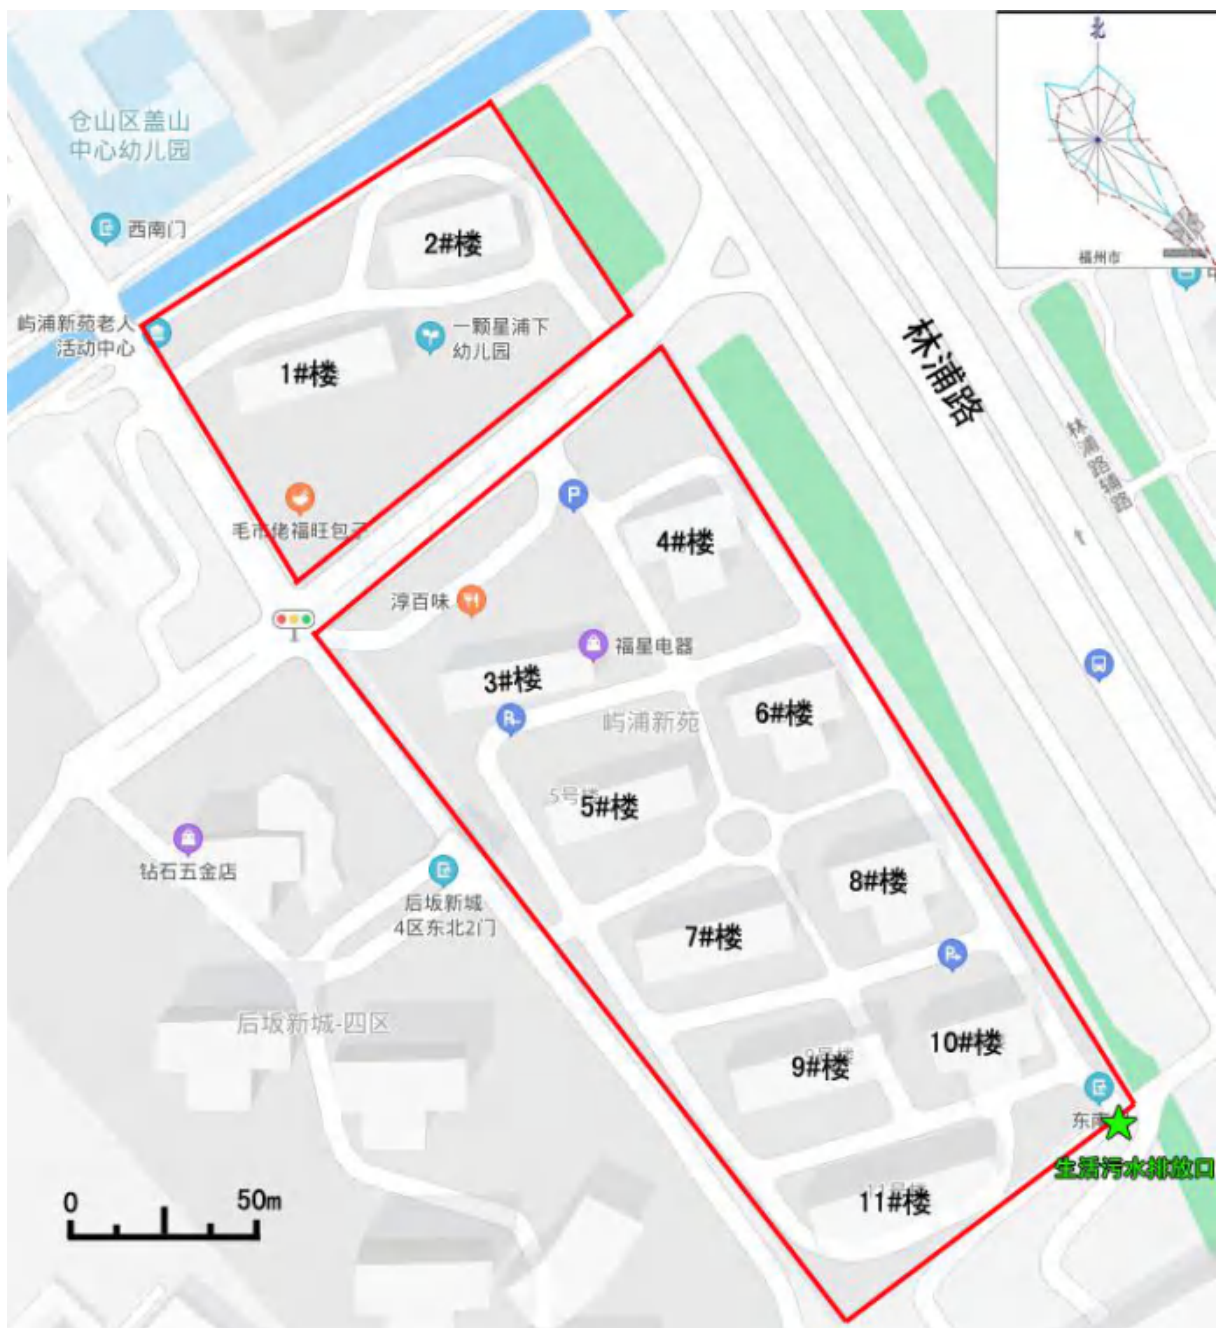 北
福州市
仓山区盖山
中心幼儿园
西南门
2#楼
屿浦新苑老人
活动中心
一颗星浦下
幼儿园
1#楼
林浦路
林浦路辅路
毛市佬福旺包子
P
4#楼
淳百味
福星电器
3#楼
屿浦新苑
6#楼
5#楼
钻石五金店
后坂新城
4区东北2门
8#楼
7#楼
后坂新城-四区
10#楼
9#楼
东南
生活污水排放口
11号楼
11#楼
0
50m